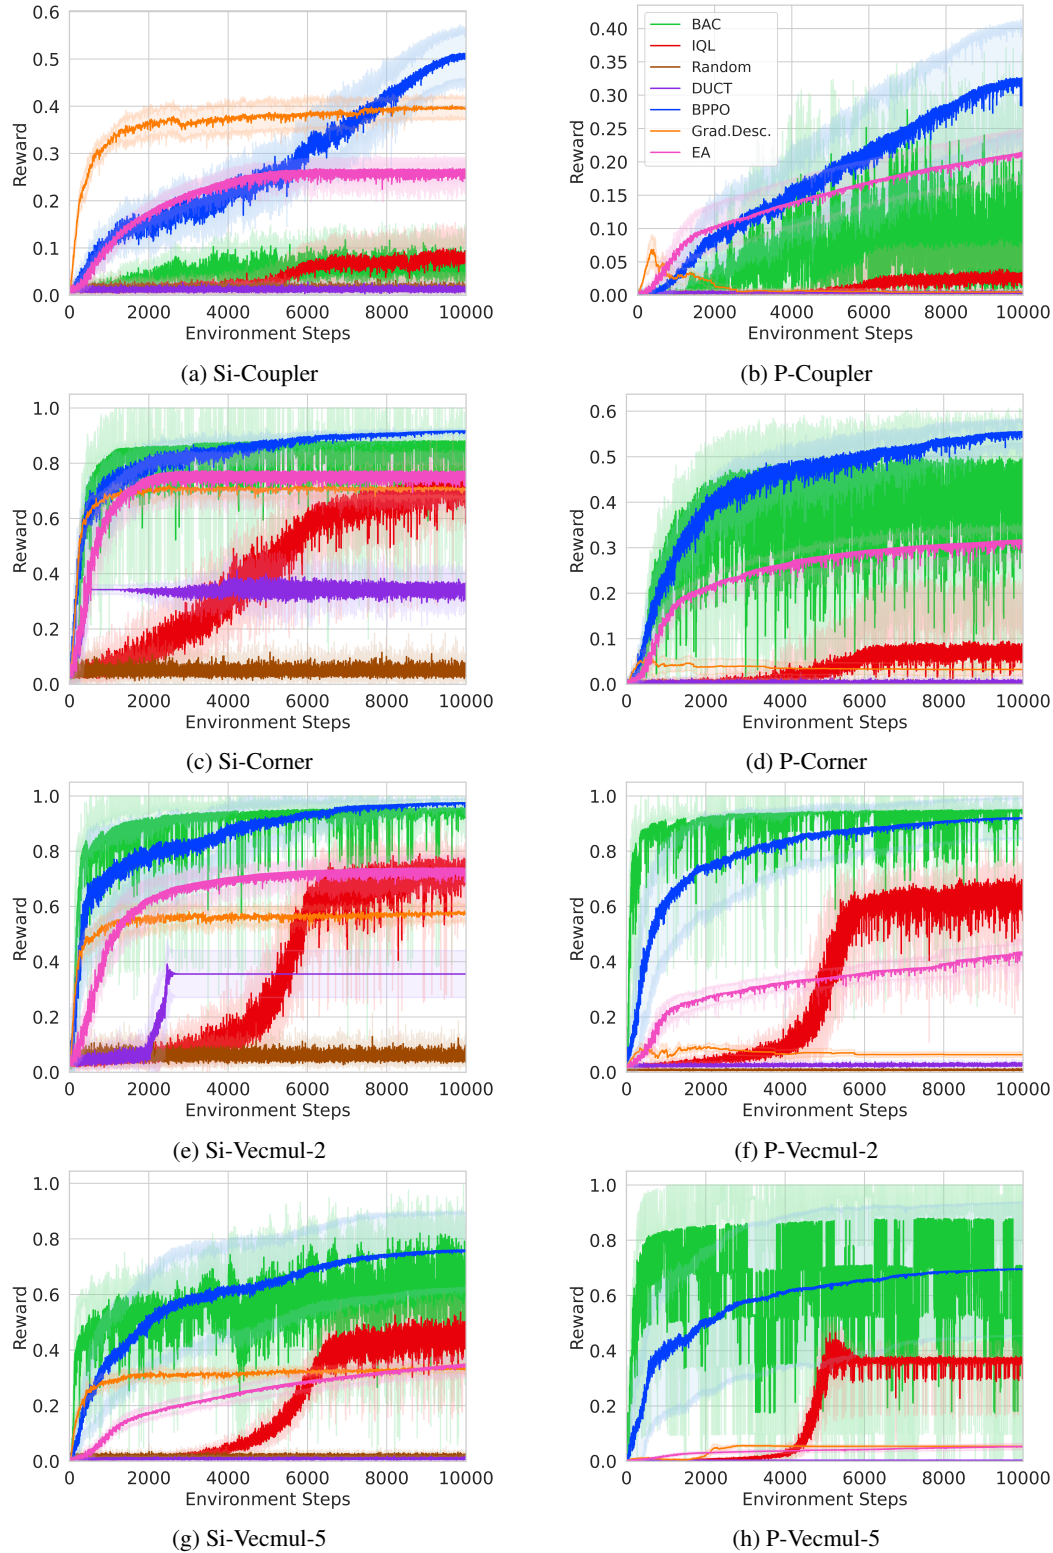 0.6
0.5
0.4
0.3
0.2
0.1
0.0
Reward
0 2000 4000 6000 8000 10000
Environment Steps
(a) Si-Coupler
0.40
0.35
0.30
0.25
0.20
0.15
0.10
0.05
0.00
Reward
BAC
IQL
Random
DUCT
BPPO
Grad.Desc.
EA
0 2000 4000 6000 8000 10000
Environment Steps
(b) P-Coupler
1.0
0.8
0.6
0.4
0.2
0.0
Reward
0 2000 4000 6000 8000 10000
Environment Steps
(c) Si-Corner
0.6
0.5
0.4
0.3
0.2
0.1
0.0
Reward
0 2000 4000 6000 8000 10000
Environment Steps
(d) P-Corner
1.0
0.8
0.6
0.4
0.2
0.0
Reward
0 2000 4000 6000 8000 10000
Environment Steps
(e) Si-Vecmul-2
1.0
0.8
0.6
0.4
0.2
0.0
Reward
0 2000 4000 6000 8000 10000
Environment Steps
(f) P-Vecmul-2
1.0
0.8
0.6
0.4
0.2
0.0
Reward
0 2000 4000 6000 8000 10000
Environment Steps
(g) Si-Vecmul-5
1.0
0.8
0.6
0.4
0.2
0.0
Reward
0 2000 4000 6000 8000 10000
Environment Steps
(h) P-Vecmul-5